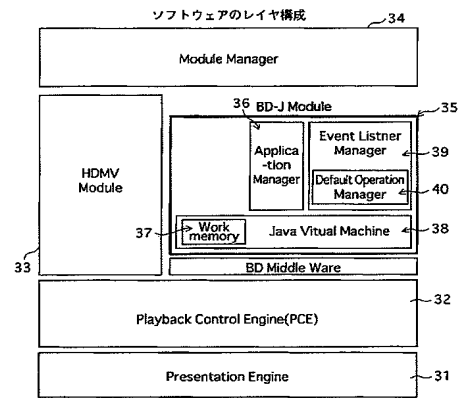 ソフトウェアのレイヤ構成
34
Module Manager
BD-J Module
35
36
Applica
-tion
Manager
Event Listner
Manager
39
Default Operation
Manager
40
HDMV
Module
37
Work
memory
Java Vitual Machine
38
33
BD Middle Ware
32
Playback Control Engine(PCE)
31
Presentation Engine